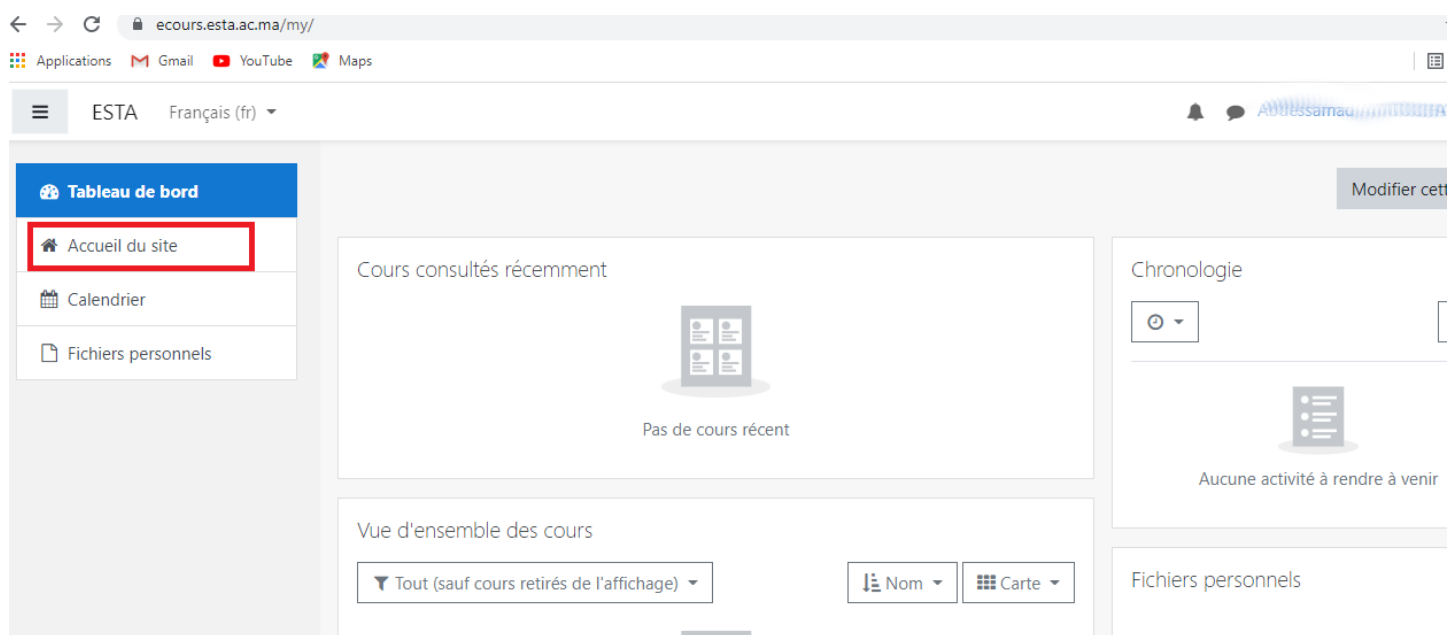 ecours.esta.ac.ma/my/
Applications Gmail YouTube Maps
ESTA Français (fr)
Tableau de bord
Modifier
Accueil du site
Calendrier
Fichiers personnels
Cours consultés récemment
Pas de cours récent
Chronologie
Aucune activité à rendre à venir
Vue d'ensemble des cours
Tout (sauf cours retirés de l'affichage) Nom Carte
Fichiers personnels